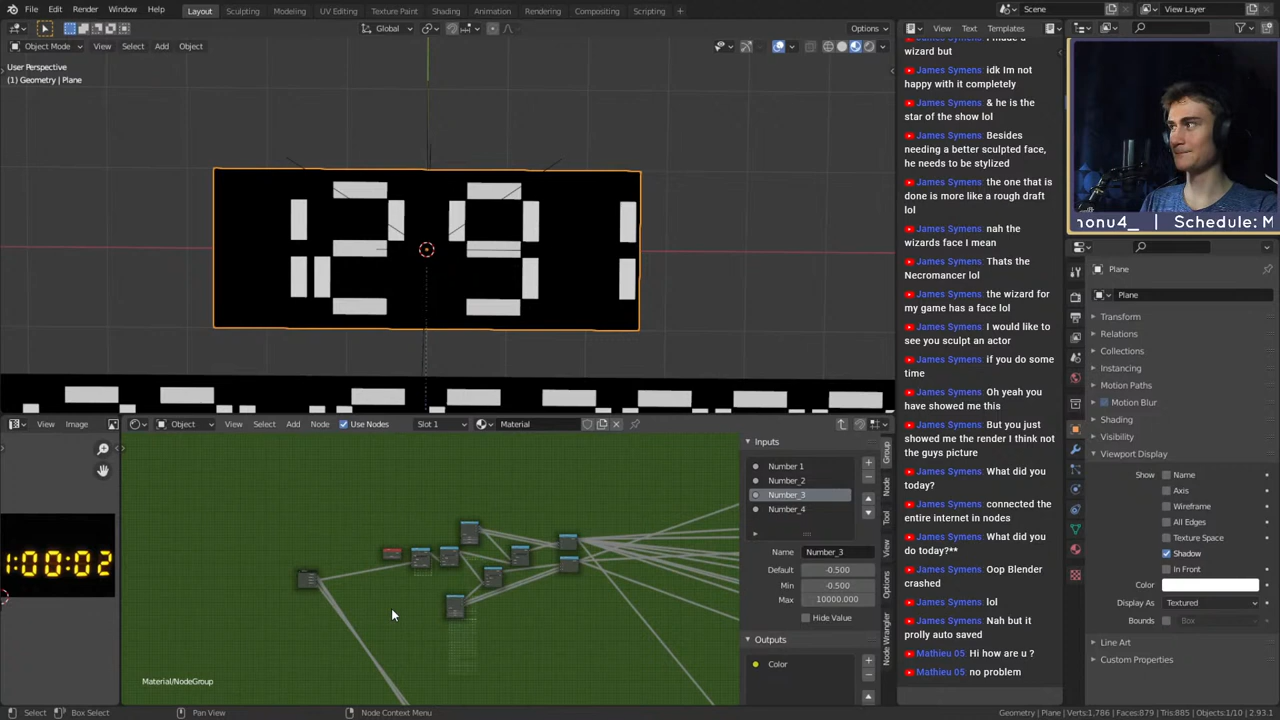 File Edit Render Window Help
Layout Sculpting Modeling UV Editing Texture Paint Shading Animation Rendering Compositing Scripting +
Scene View Layer
Global Options
Object Mode View Select Add Object
User Perspective
(1) Geometry | Plane
View Text Templates
wizard but
James Symens: idk Im not
happy with it completely
James Symens: & he is the
star of the show lol
James Symens: Besides
needing a better sculpted face,
he needs to be stylized
James Symens: the one that is
done is more like a rough draft
lol
James Symens: nah the
wizards face I mean
James Symens: Thats the
Necromancer lol
James Symens: the wizard for
my game has a face lol
James Symens: I would like to
see you sculpt an actor
James Symens: if you do some
time
James Symens: Oh yeah you
have showed me this
James Symens: But you just
showed me the render I think not
the guys picture
James Symens: What did you
today?
James Symens: connected the
entire internet in nodes
James Symens: What did you
do today?**
James Symens: Oop Blender
crashed
James Symens: lol
James Symens: Nah but it
prolly auto saved
Mathieu 05: Hi how are u ?
Mathieu 05: no problem
nonu4_ | Schedule: M
Plane
Plane
Transform
Relations
Collections
Instancing
Motion Paths
Motion Blur
Shading
Visibility
Viewport Display
Show Name
Axis
Wireframe
All Edges
Texture Space
Shadow
In Front
Color
Display As Textured
Bounds Box
Line Art
Custom Properties
View Image
1:00:02
Object View Select Add Node Use Nodes Slot 1 Material
Material/NodeGroup
Inputs
Number 1
Number_2
Number_3
Number_4
Name Number_3
Default -0.500
Min -0.500
Max 10000.000
Hide Value
Outputs
Color
Group
Node
Tool
View
Options
Node Wrangler
Select Box Select Pan View Node Context Menu
Geometry | Plane Verts:1,786 Faces:879 Tris:885 Objects:1/10 2.93.1